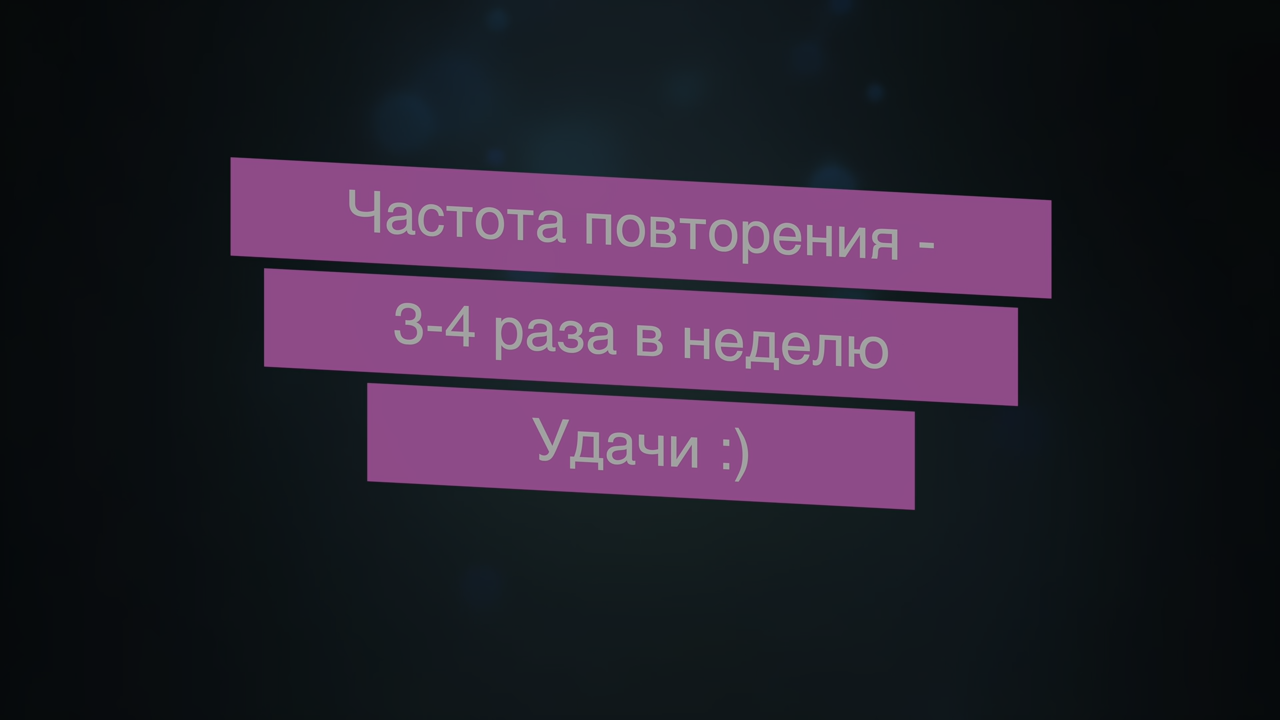 Частота повторения -
3-4 раза в неделю
Удачи :)